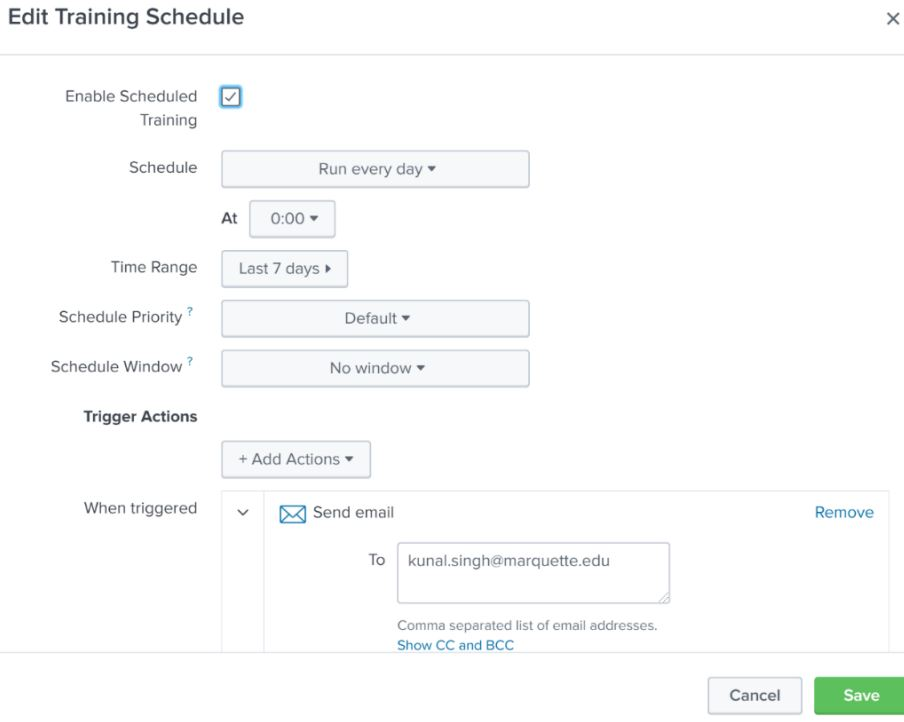 Edit Training Schedule
Enable Scheduled
Training
Schedule
Run every day
At 0:00
Time Range
Last 7 days
Schedule Priority ?
Default
Schedule Window ?
No window
Trigger Actions
+ Add Actions
When triggered
Send email
Remove
To kunal.singh@marquette.edu
Comma separated list of email addresses.
Show CC and BCC
Cancel
Save